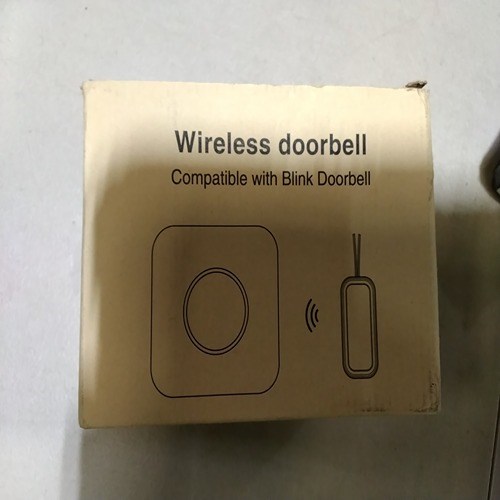 Wireless doorbell
Compatible with Blink Doorbell